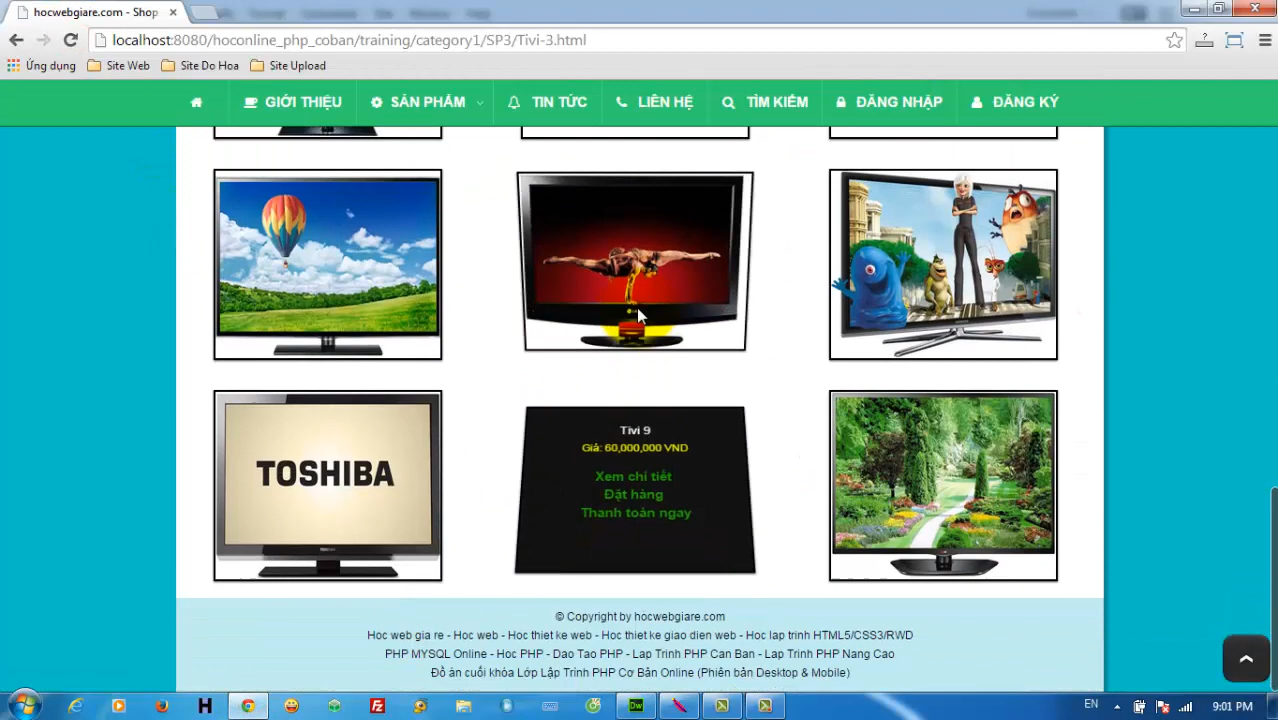 hocwebgiare.com - Shop
localhost:8080/hoconline_php_coban/training/category1/SP3/Tivi-3.html
Ứng dụng
Site Web
Site Do Hoa
Site Upload
GIỚI THIỆU
SẢN PHẨM
TIN TỨC
LIÊN HỆ
TÌM KIẾM
ĐĂNG NHẬP
ĐĂNG KÝ
TOSHIBA
Tivi 9
Giá: 60,000,000 VND
Xem chi tiết
Đặt hàng
Thanh toán ngay
© Copyright by hocwebgiare.com
Hoc web gia re - Hoc web - Hoc thiet ke web - Hoc thiet ke giao dien web - Hoc lap trinh HTML5/CSS3/RWD
PHP MYSQL Online - Hoc PHP - Dao Tao PHP - Lap Trinh PHP Can Ban - Lap Trinh PHP Nang Cao
Đồ án cuối khóa Lớp Lập Trình PHP Cơ Bản Online (Phiên bản Desktop & Mobile)
H
Fz
Dw
EN
9:01 PM